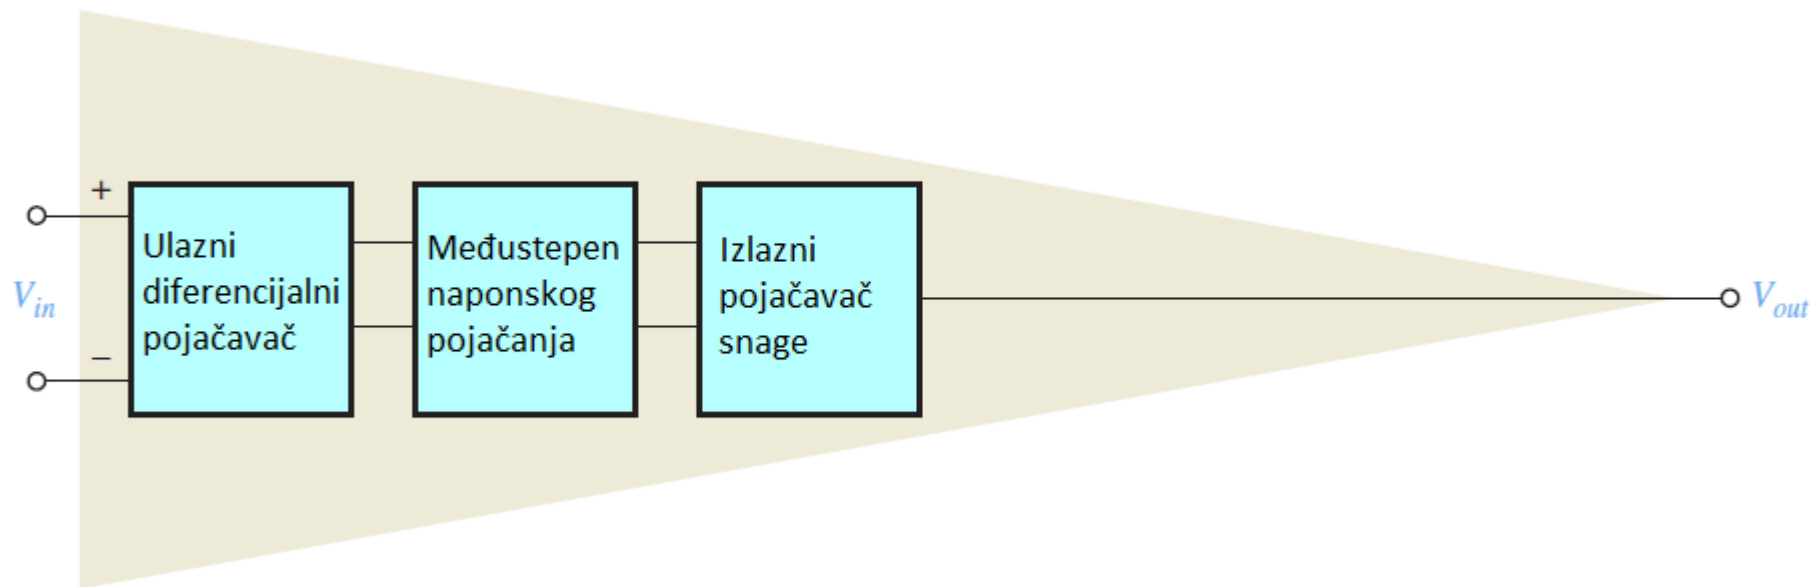 +
Ulazni
diferencijalni
pojačavač
−
Međustepen
naponskog
pojačanja
Izlazni
pojačavač
snage
V_in
V_out